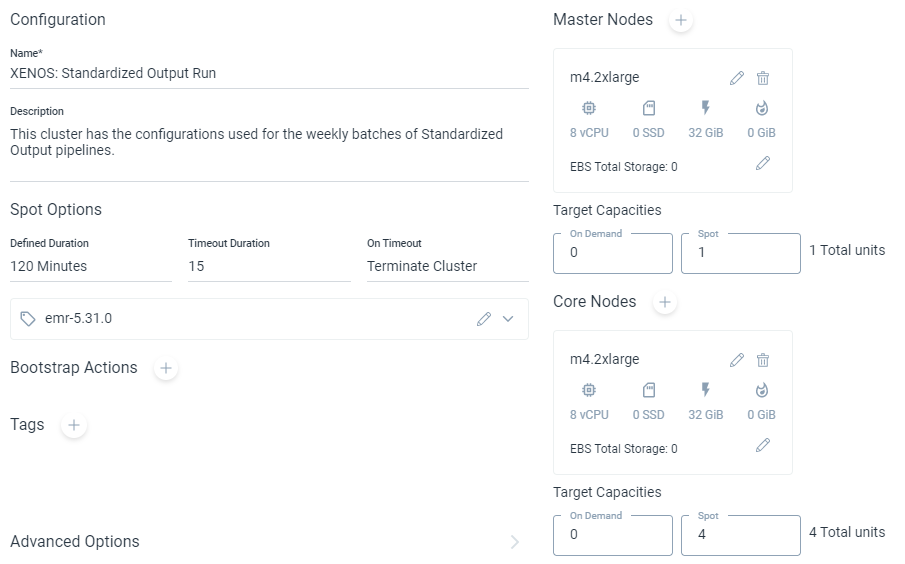 Configuration
Name*
XENOS: Standardized Output Run
Description
This cluster has the configurations used for the weekly batches of Standardized
Output pipelines.
Spot Options
Defined Duration Timeout Duration On Timeout
120 Minutes 15 Terminate Cluster
emr-5.31.0
Bootstrap Actions
Tags
Advanced Options
Master Nodes
m4.2xlarge
8 vCPU 0 SSD 32 GiB 0 GiB
EBS Total Storage: 0
Target Capacities
On Demand Spot
0 1 1 Total units
Core Nodes
m4.2xlarge
8 vCPU 0 SSD 32 GiB 0 GiB
EBS Total Storage: 0
Target Capacities
On Demand Spot
0 4 4 Total units